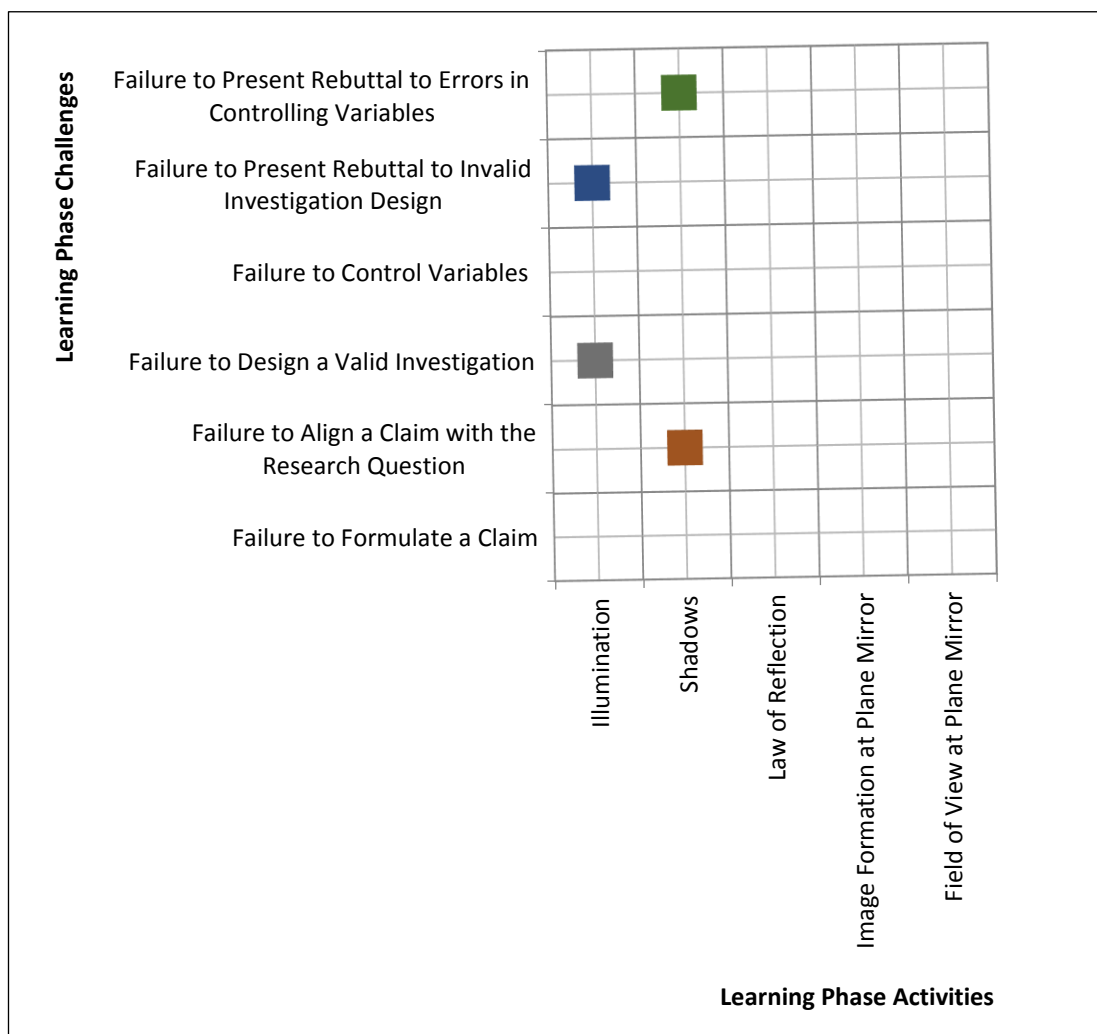 Learning Phase Challenges
Failure to Present Rebuttal to Errors in
Controlling Variables
Failure to Present Rebuttal to Invalid
Investigation Design
Failure to Control Variables
Failure to Design a Valid Investigation
Failure to Align a Claim with the
Research Question
Failure to Formulate a Claim
Illumination
Shadows
Law of Reflection
Image Formation at Plane Mirror
Field of View at Plane Mirror
Learning Phase Activities